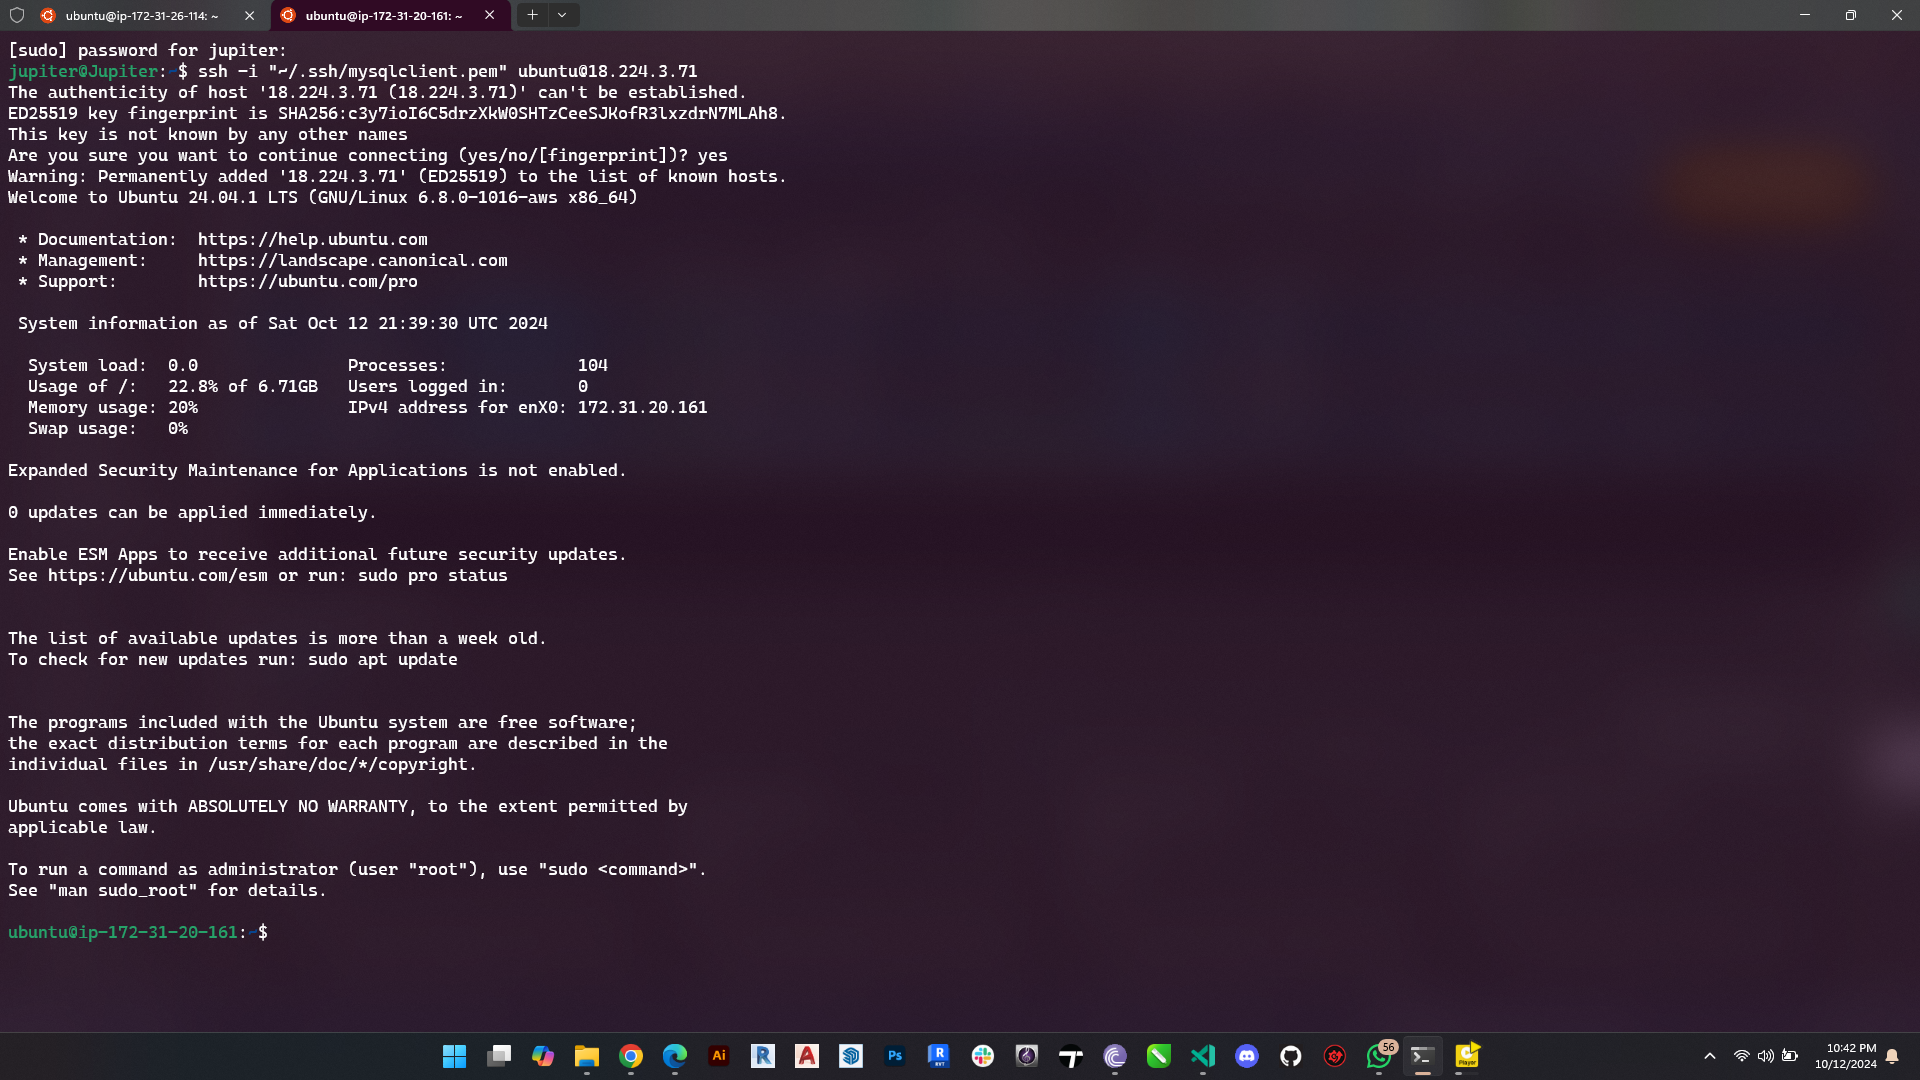 ubuntu@ip-172-31-26-114: ~
ubuntu@ip-172-31-20-161: ~
[sudo] password for jupiter:
jupiter@Jupiter:~$ ssh -i "~/.ssh/mysqlclient.pem" ubuntu@18.224.3.71
The authenticity of host '18.224.3.71 (18.224.3.71)' can't be established.
ED25519 key fingerprint is SHA256:c3y7ioI6C5drzXkW0SHTzCeeSJKofR3lxzdrN7MLAh8.
This key is not known by any other names
Are you sure you want to continue connecting (yes/no/[fingerprint])? yes
Warning: Permanently added '18.224.3.71' (ED25519) to the list of known hosts.
Welcome to Ubuntu 24.04.1 LTS (GNU/Linux 6.8.0-1016-aws x86_64)
* Documentation:  https://help.ubuntu.com
* Management:     https://landscape.canonical.com
* Support:        https://ubuntu.com/pro
System information as of Sat Oct 12 21:39:30 UTC 2024
System load:  0.0               Processes:             104
Usage of /:   22.8% of 6.71GB   Users logged in:       0
Memory usage: 20%               IPv4 address for enX0: 172.31.20.161
Swap usage:   0%
Expanded Security Maintenance for Applications is not enabled.
0 updates can be applied immediately.
Enable ESM Apps to receive additional future security updates.
See https://ubuntu.com/esm or run: sudo pro status
The list of available updates is more than a week old.
To check for new updates run: sudo apt update
The programs included with the Ubuntu system are free software;
the exact distribution terms for each program are described in the
individual files in /usr/share/doc/*/copyright.
Ubuntu comes with ABSOLUTELY NO WARRANTY, to the extent permitted by
applicable law.
To run a command as administrator (user "root"), use "sudo <command>".
See "man sudo_root" for details.
ubuntu@ip-172-31-20-161:~$
Ai
R
A
Ps
R
RVT
56
Player
10:42 PM
10/12/2024